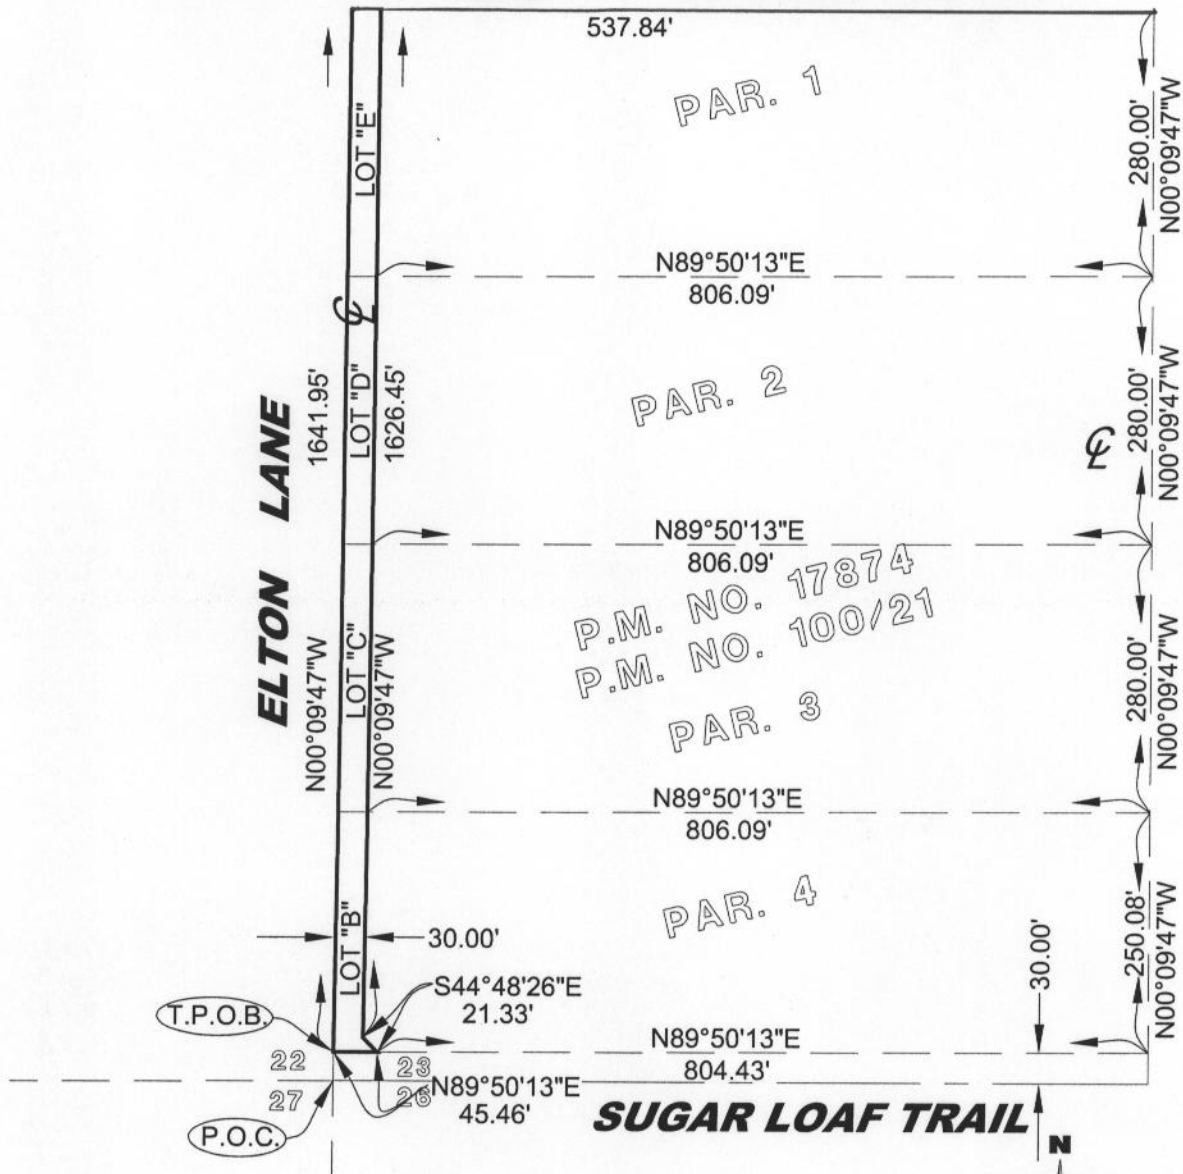 537.84'
PAR. 1
280.00'
N00°09'47"W
LOT "E"
N89°50'13"E
806.09'
℄
PAR. 2
ELTON LANE
1641.95'
LOT "D"
1626.45'
℄
280.00'
N00°09'47"W
N89°50'13"E
806.09'
P.M. NO. 17874
P.M. NO. 100/21
N00°09'47"W
LOT "C"
N00°09'47"W
PAR. 3
280.00'
N00°09'47"W
N89°50'13"E
806.09'
PAR. 4
LOT "B"
30.00'
S44°48'26"E
21.33'
30.00'
250.08'
N00°09'47"W
T.P.O.B.
22
23
N89°50'13"E
804.43'
27
26
N89°50'13"E
45.46'
P.O.C.
SUGAR LOAF TRAIL
N